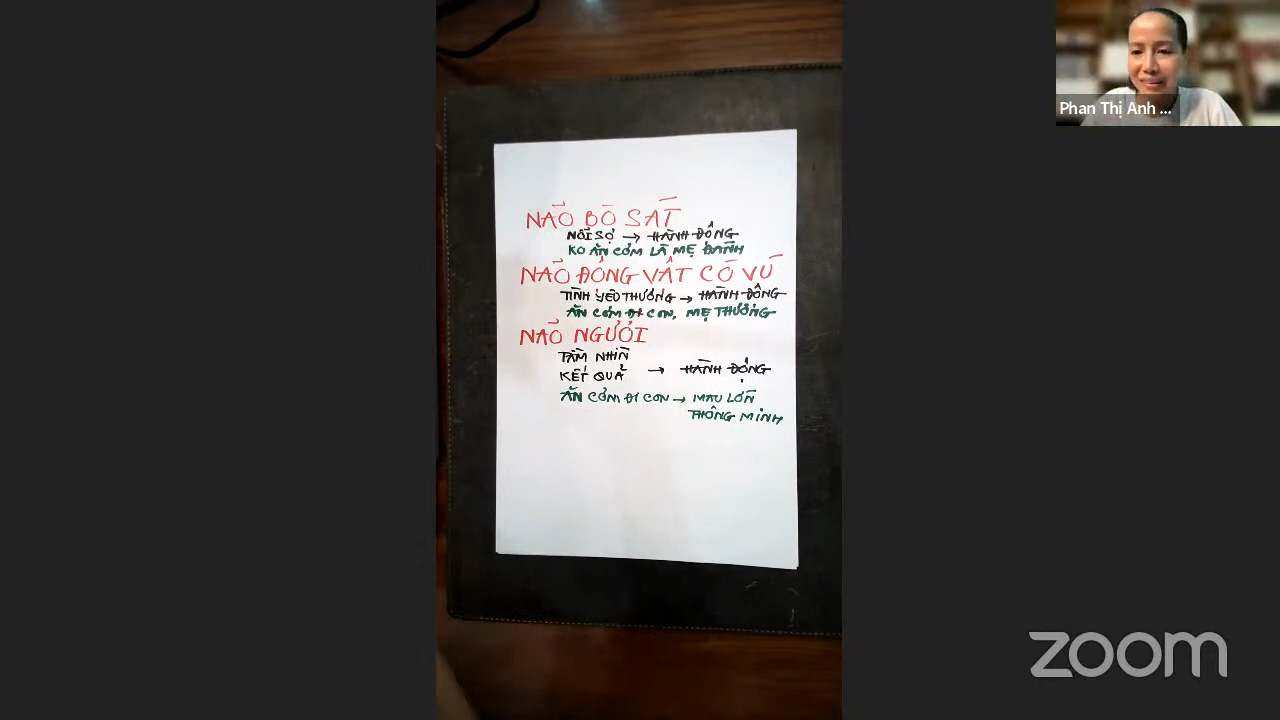 NÃO BÒ SÁT
NỖI SỢ → HÀNH ĐỘNG
KO ĂN CƠM LÀ MẸ ĐÁNH
NÃO ĐỘNG VẬT CÓ VÚ
TÌNH YÊU THƯƠNG → HÀNH ĐỘNG
ĂN CƠM ĐI CON, MẸ THƯƠNG
NÃO NGƯỜI
TẦM NHÌN
KẾT QUẢ → HÀNH ĐỘNG
ĂN CƠM ĐI CON → MAU LỚN
THÔNG MINH
Phan Thị Anh ...
zoom